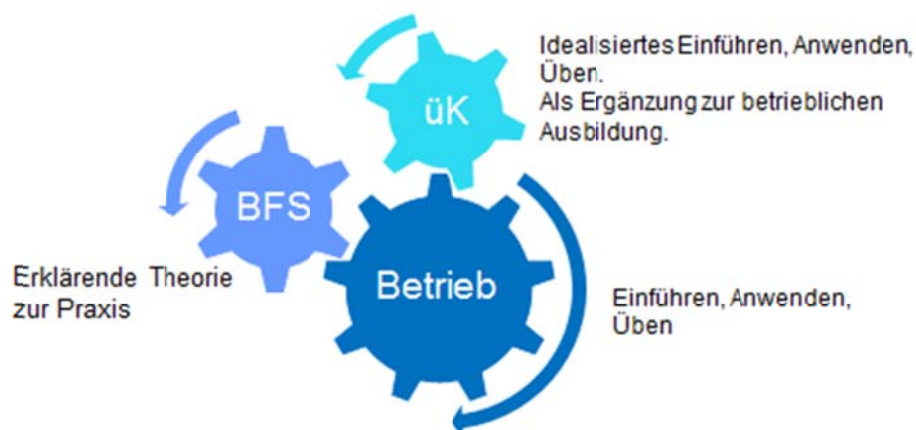 Idealisiertes Einführen, Anwenden,
Üben.
Als Ergänzung zur betrieblichen
Ausbildung.
üK
BFS
Erklärende Theorie
zur Praxis
Betrieb
Einführen, Anwenden,
Üben